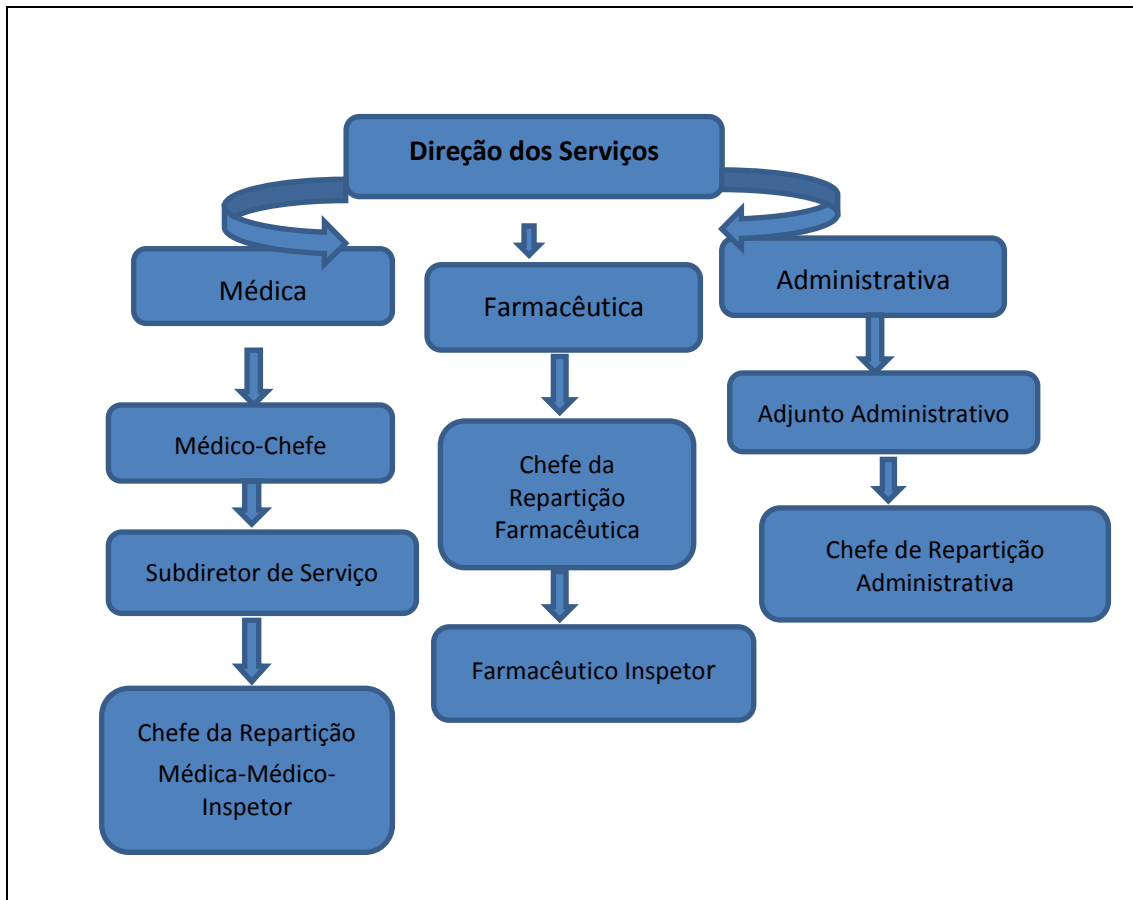 Direção dos Serviços
Médica
Farmacêutica
Administrativa
Médico-Chefe
Chefe da
Repartição
Farmacêutica
Adjunto Administrativo
Subdiretor de Serviço
Farmacêutico Inspetor
Chefe de Repartição
Administrativa
Chefe da Repartição
Médica-Médico-
Inspetor